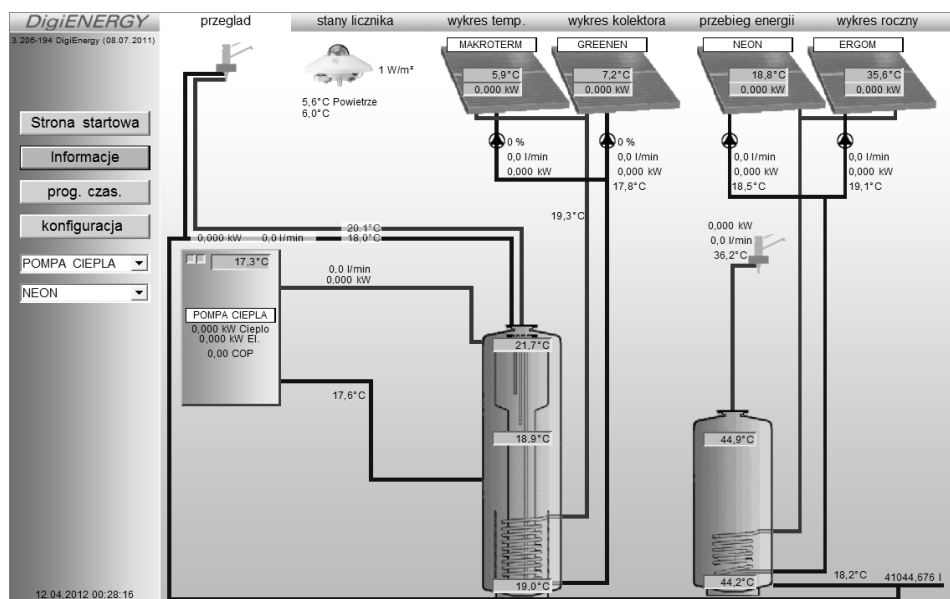 DigiENERGY
3.206-194 DigiEnergy (08.07.2011)
przeglad
stany licznika
wykres temp.
wykres kolektora
przebieg energii
wykres roczny
Strona startowa
Informacje
prog. czas.
konfiguracja
POMPA CIEPLA
NEON
12.04.2012 00:28:16
1 W/m²
5,6°C Powietrze
6,0°C
MAKROTERM
5,9°C
0,000 kW
GREENEN
7,2°C
0,000 kW
NEON
18,8°C
0,000 kW
ERGOM
35,6°C
0,000 kW
0 %
0,0 l/min
0,000 kW
0 %
0,0 l/min
0,000 kW
17,8°C
0,0 l/min
0,000 kW
18,5°C
0,0 l/min
0,000 kW
19,1°C
19,3°C
20,1°C
0,000 kW 0,0 l/min 18,0°C
0,000 kW
0,0 l/min
36,2°C
17,3°C
0,0 l/min
0,000 kW
POMPA CIEPLA
0,000 kW Cieplo
0,000 kW El.
0,00 COP
17,6°C
21,7°C
18,9°C
19,0°C
44,9°C
44,2°C
18,2°C
41044,676 l